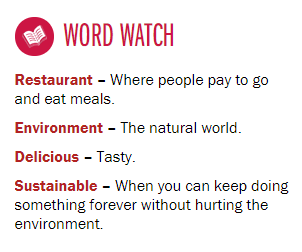 WORD WATCH
Restaurant – Where people pay to go
and eat meals.
Environment – The natural world.
Delicious – Tasty.
Sustainable – When you can keep doing
something forever without hurting the
environment.